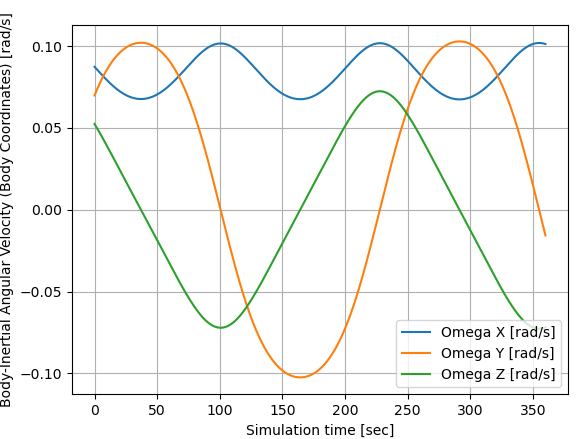 Body-Inertial Angular Velocity (Body Coordinates) [rad/s]
0.10
0.05
0.00
−0.05
−0.10
0 50 100 150 200 250 300 350
Simulation time [sec]
Omega X [rad/s]
Omega Y [rad/s]
Omega Z [rad/s]